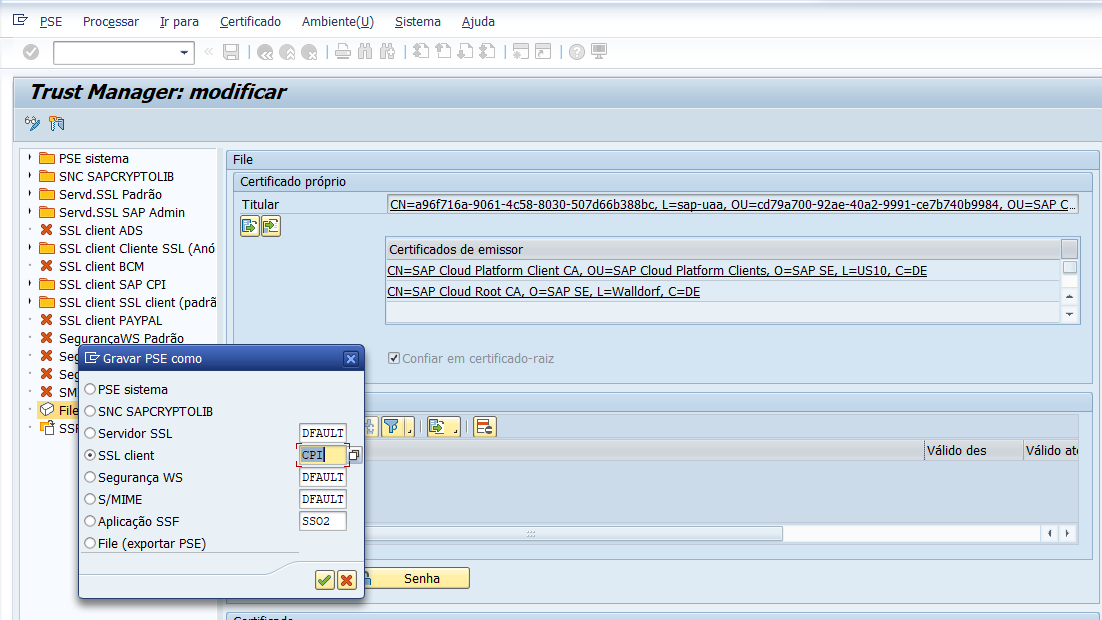 PSE Processar Ir para Certificado Ambiente(U) Sistema Ajuda
Trust Manager: modificar
PSE sistema
SNC SAPCRYPTOLIB
Servd.SSL Padrão
Servd.SSL SAP Admin
SSL client ADS
SSL client Cliente SSL (Anó
SSL client BCM
SSL client SAP CPI
SSL client SSL client (padrã
SSL client PAYPAL
SegurançaWS Padrão
Seg
Seg
SM
File
SSF
File
Certificado próprio
Titular CN=a96f716a-9061-4c58-8030-507d66b388bc, L=sap-uaa, OU=cd79a700-92ae-40a2-9991-ce7b740b9984, OU=SAP C...
Certificados de emissor
CN=SAP Cloud Platform Client CA, OU=SAP Cloud Platform Clients, O=SAP SE, L=US10, C=DE
CN=SAP Cloud Root CA, O=SAP SE, L=Walldorf, C=DE
Confiar em certificado-raiz
Válido des Válido até
Senha
Certificado
Gravar PSE como
PSE sistema
SNC SAPCRYPTOLIB
Servidor SSL DFAULT
SSL client CPI
Segurança WS DFAULT
S/MIME DFAULT
Aplicação SSF SSO2
File (exportar PSE)